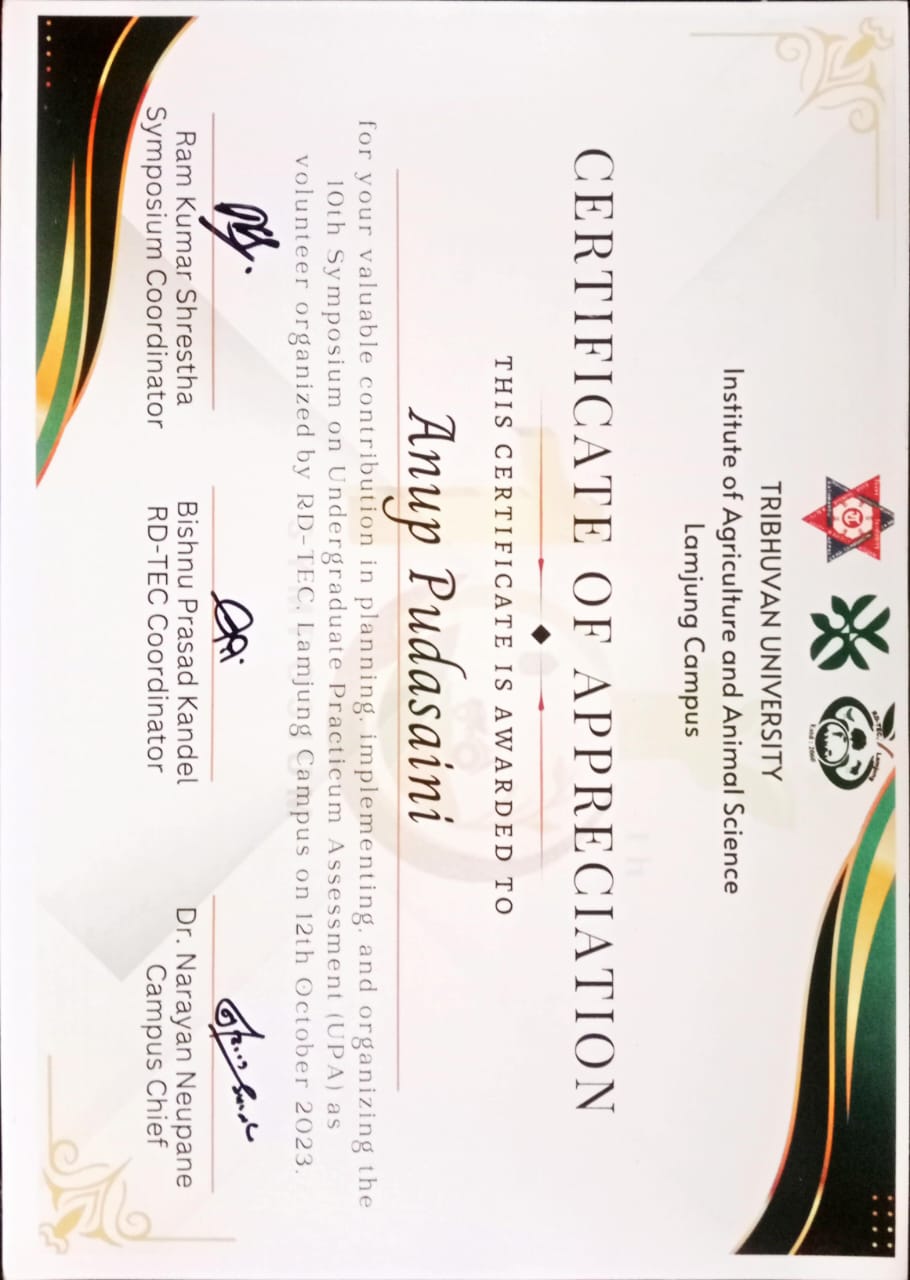 RD-TEC, Lamjung
Estd : 2060
TRIBHUVAN UNIVERSITY
Institute of Agriculture and Animal Science
Lamjung Campus
th
CERTIFICATE OF APPRECIATION
10
THIS CERTIFICATE IS AWARDED TO
Anup Pudasaini
for your valuable contribution in planning, implementing, and organizing the
10th Symposium on Undergraduate Practicum Assessment (UPA) as
volunteer organized by RD-TEC, Lamjung Campus on 12th October 2023.
SYMPOSIUM
Ram Kumar Shrestha
Symposium Coordinator
Bishnu Prasad Kandel
RD-TEC Coordinator
Dr. Narayan Neupane
Campus Chief